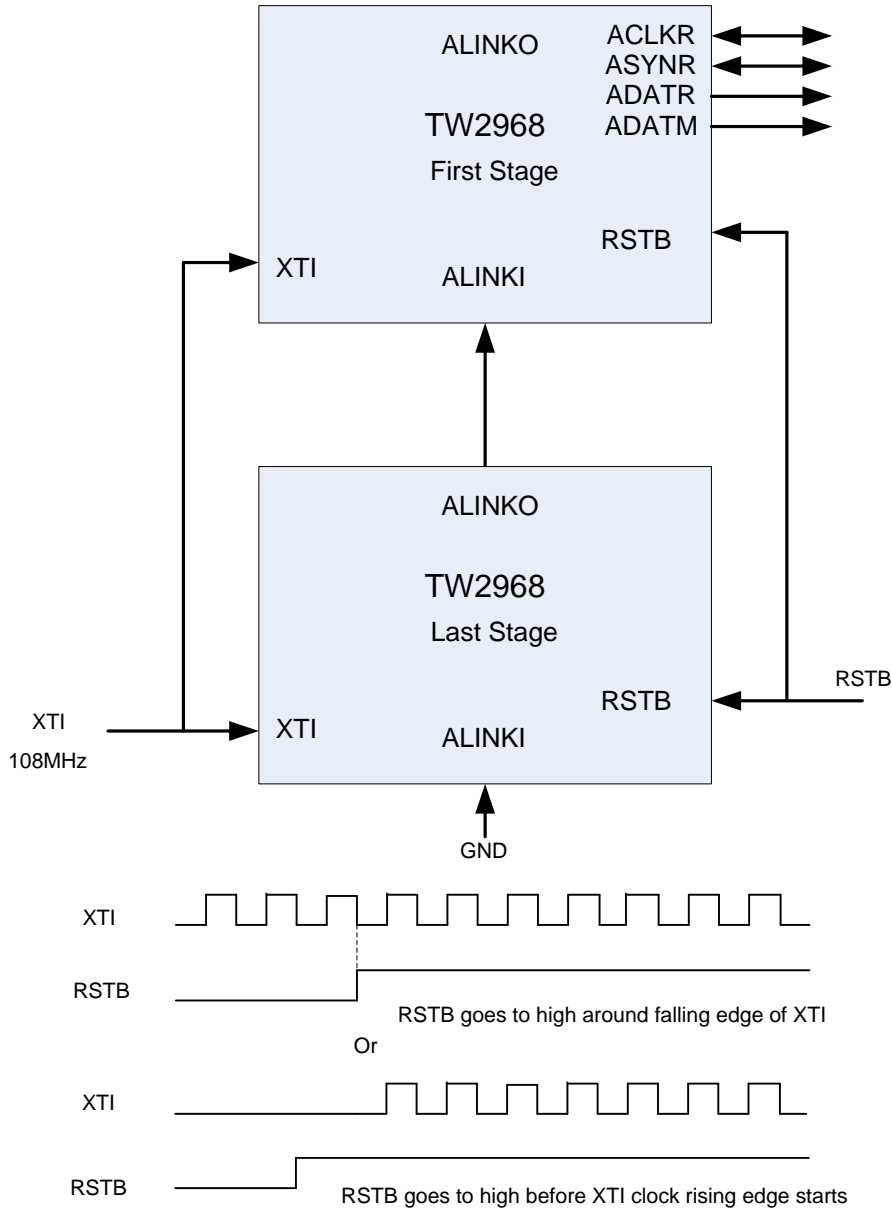 ALINKO
ACLKR
ASYNR
ADATR
ADATM
TW2968
First Stage
RSTB
XTI
ALINKI
ALINKO
TW2968
Last Stage
RSTB
RSTB
XTI
108MHz
XTI
ALINKI
GND
XTI
RSTB
RSTB goes to high around falling edge of XTI
Or
XTI
RSTB
RSTB goes to high before XTI clock rising edge starts